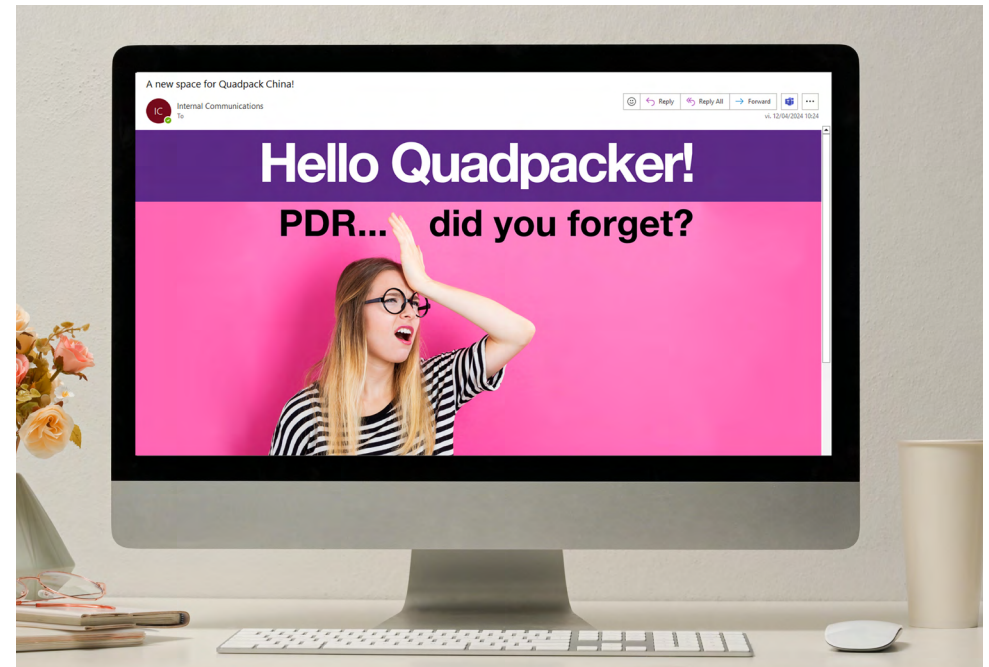 A new space for Quadpack China!
IC
Internal Communications
To
Reply
Reply All
Forward
vi. 12/04/2024 10:24
Hello Quadpacker!
PDR... did you forget?